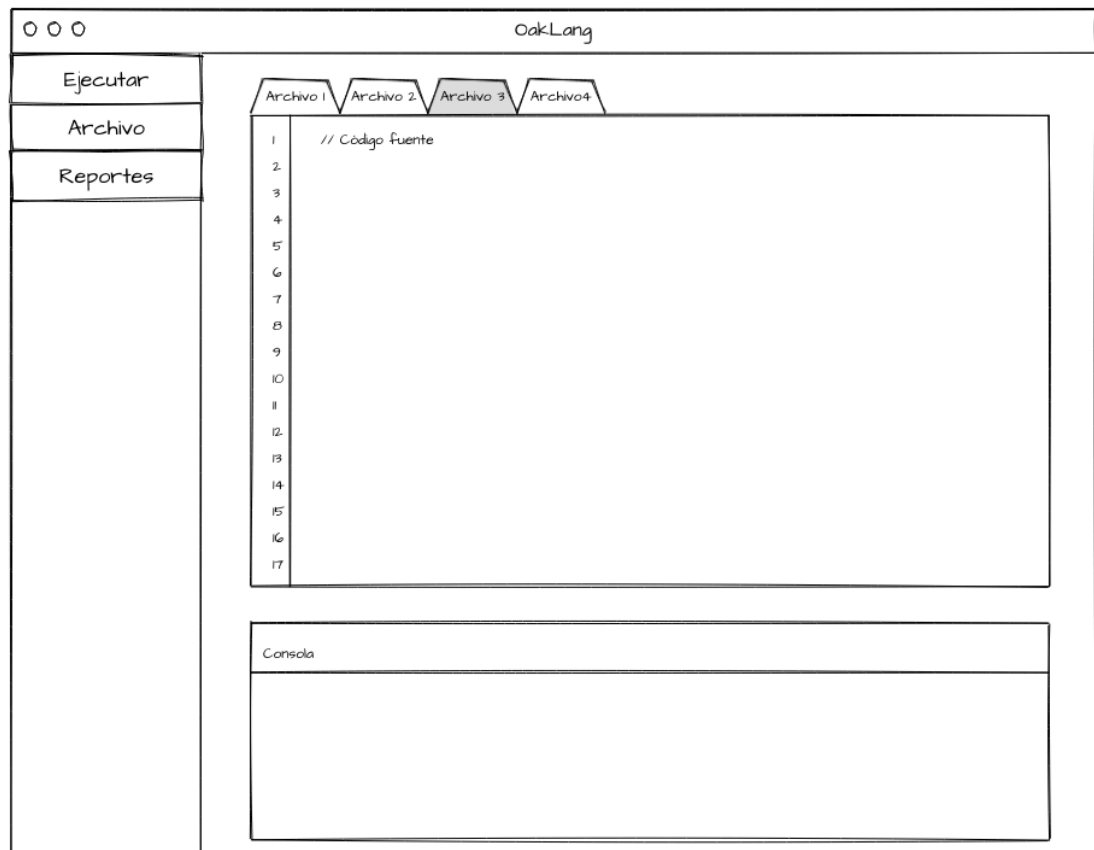 OakLang
Ejecutar
Archivo
Reportes
Archivo 1 Archivo 2 Archivo 3 Archivo4
1 // Código fuente
2
3
4
5
6
7
8
9
10
11
12
13
14
15
16
17
Consola